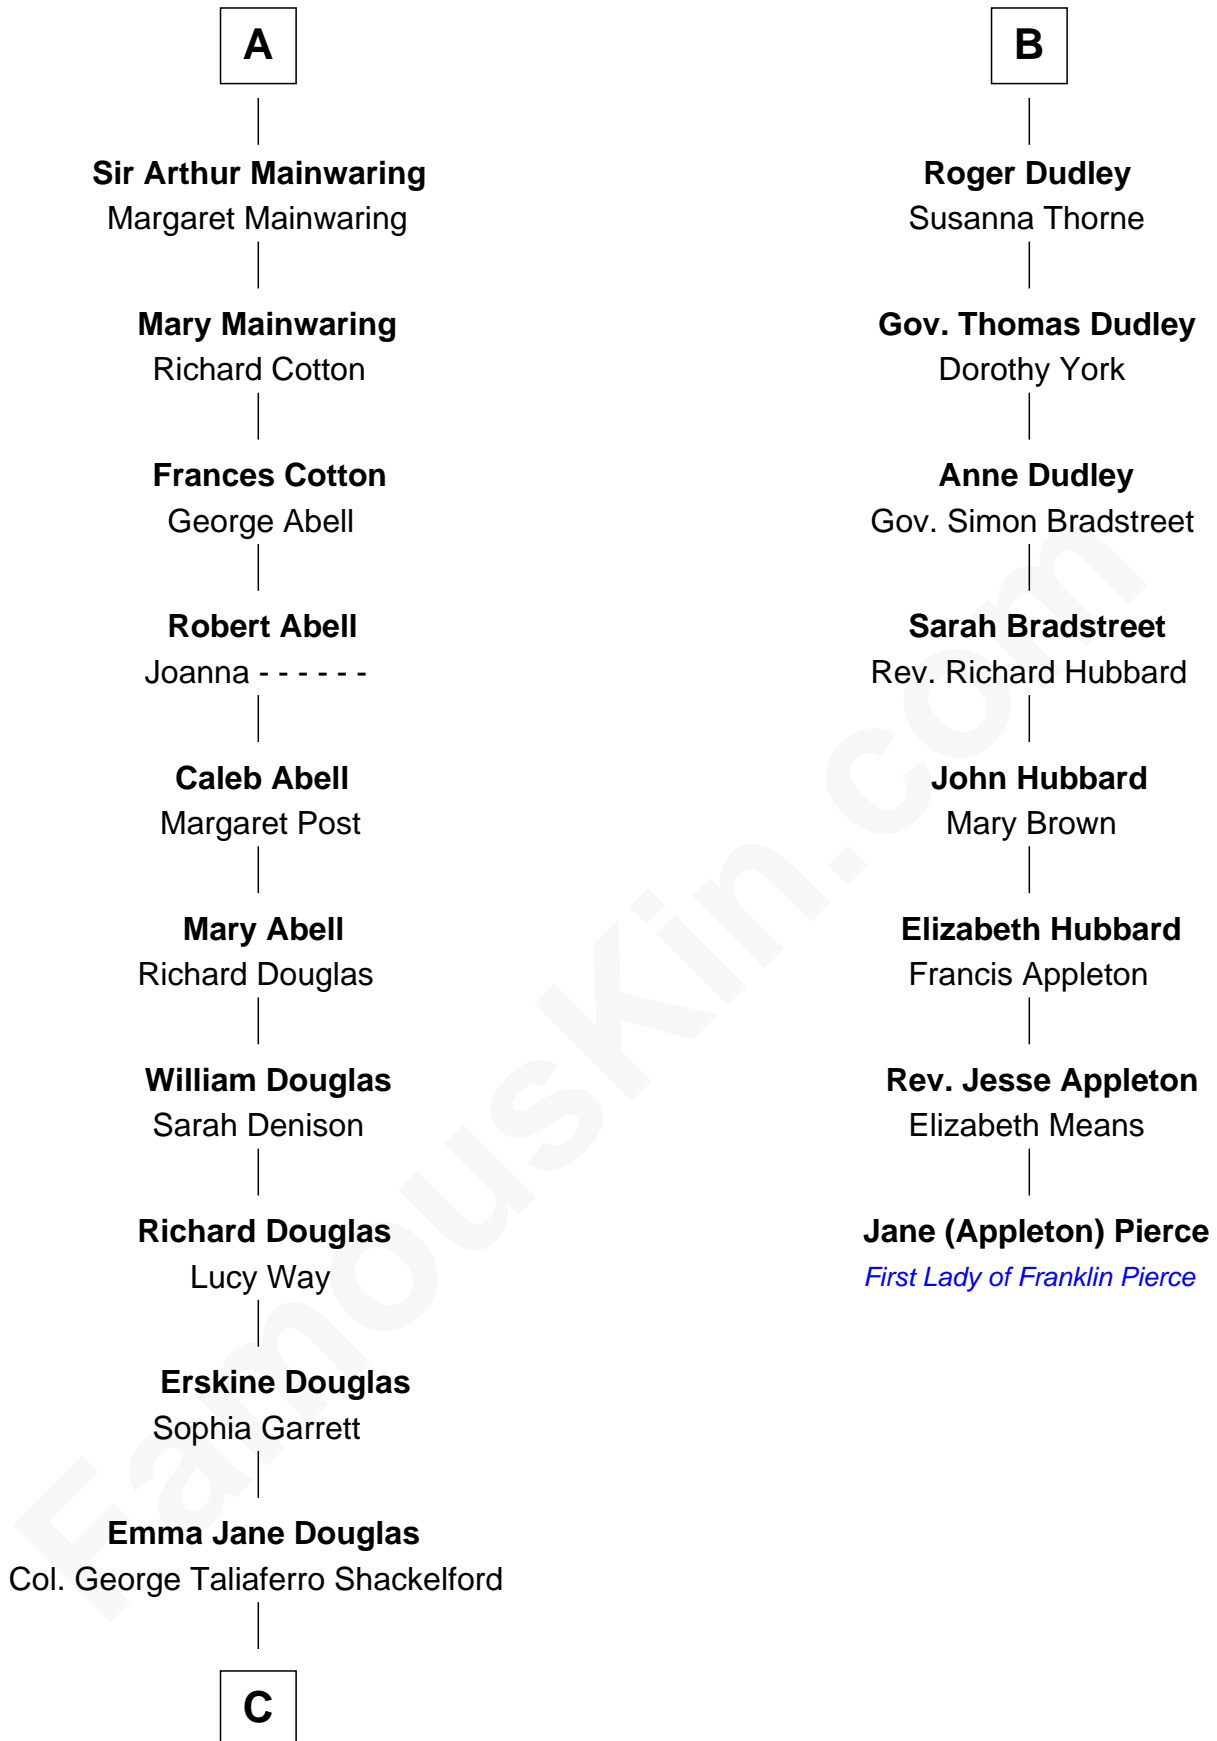 A
Sir Arthur Mainwaring
Margaret Mainwaring
Mary Mainwaring
Richard Cotton
Frances Cotton
George Abell
Robert Abell
Joanna - - - - - -
Caleb Abell
Margaret Post
Mary Abell
Richard Douglas
William Douglas
Sarah Denison
Richard Douglas
Lucy Way
Erskine Douglas
Sophia Garrett
Emma Jane Douglas
Col. George Taliaferro Shackelford
C
B
Roger Dudley
Susanna Thorne
Gov. Thomas Dudley
Dorothy York
Anne Dudley
Gov. Simon Bradstreet
Sarah Bradstreet
Rev. Richard Hubbard
John Hubbard
Mary Brown
Elizabeth Hubbard
Francis Appleton
Rev. Jesse Appleton
Elizabeth Means
Jane (Appleton) Pierce
First Lady of Franklin Pierce
FamousKin.com